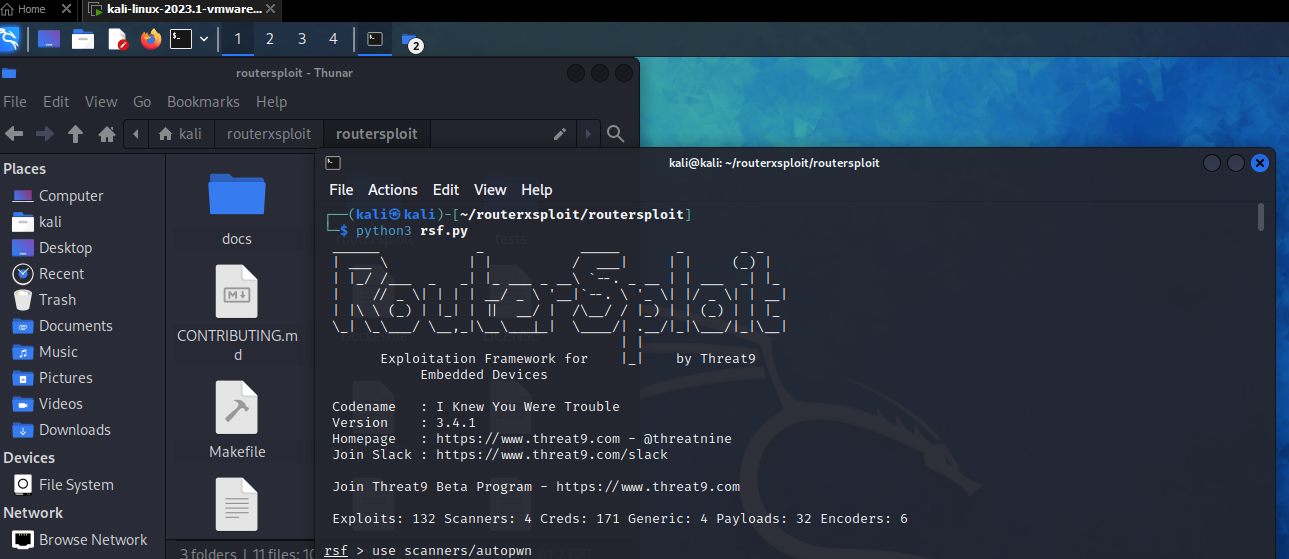 Home
kali-linux-2023.1-vmware...
1 2 3 4
2
routersploit - Thunar
File Edit View Go Bookmarks Help
kali routerxsploit routersploit
Places
Computer
kali
Desktop
Recent
Trash
Documents
Music
Pictures
Videos
Downloads
Devices
File System
Network
Browse Network
docs
CONTRIBUTING.m
d
Makefile
3 folders | 11 files: 10
kali@kali: ~/routerxsploit/routersploit
File Actions Edit View Help
(kali㉿kali)-[~/routerxsploit/routersploit]
$ python3 rsf.py
RouterSploit
Exploitation Framework for by Threat9
Embedded Devices
Codename : I Knew You Were Trouble
Version : 3.4.1
Homepage : https://www.threat9.com - @threatnine
Join Slack : https://www.threat9.com/slack
Join Threat9 Beta Program - https://www.threat9.com
Exploits: 132 Scanners: 4 Creds: 171 Generic: 4 Payloads: 32 Encoders: 6
rsf > use scanners/autopwn